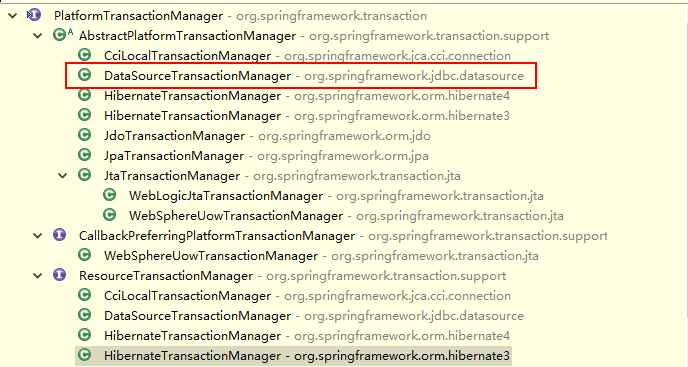 PlatformTransactionManager - org.springframework.transaction
AbstractPlatformTransactionManager - org.springframework.transaction.support
CciLocalTransactionManager - org.springframework.jca.cci.connection
DataSourceTransactionManager - org.springframework.jdbc.datasource
HibernateTransactionManager - org.springframework.orm.hibernate4
HibernateTransactionManager - org.springframework.orm.hibernate3
JdoTransactionManager - org.springframework.orm.jdo
JpaTransactionManager - org.springframework.orm.jpa
JtaTransactionManager - org.springframework.transaction.jta
WebLogicJtaTransactionManager - org.springframework.transaction.jta
WebSphereUowTransactionManager - org.springframework.transaction.jta
CallbackPreferringPlatformTransactionManager - org.springframework.transaction.support
WebSphereUowTransactionManager - org.springframework.transaction.jta
ResourceTransactionManager - org.springframework.transaction.support
CciLocalTransactionManager - org.springframework.jca.cci.connection
DataSourceTransactionManager - org.springframework.jdbc.datasource
HibernateTransactionManager - org.springframework.orm.hibernate4
HibernateTransactionManager - org.springframework.orm.hibernate3